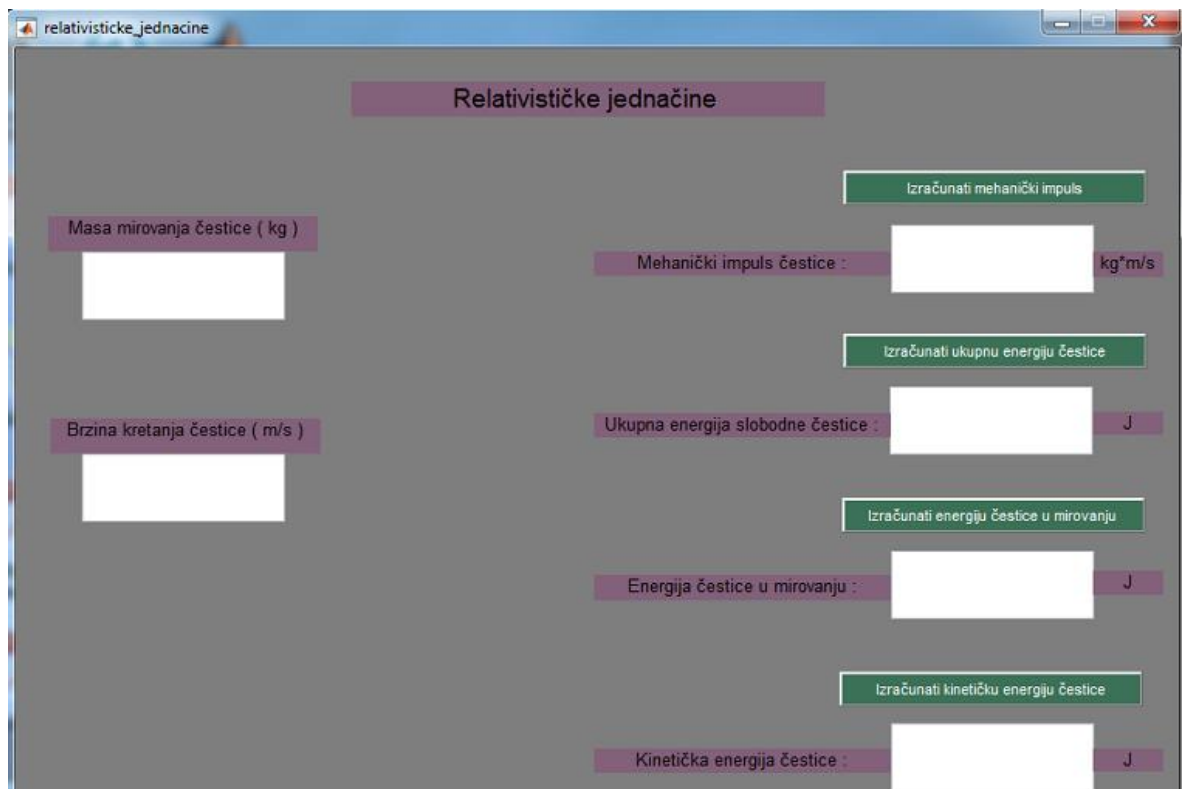 relativisticke_jednacine
Relativističke jednačine
Izračunati mehanički impuls
Masa mirovanja čestice ( kg )
Mehanički impuls čestice :
kg*m/s
Izračunati ukupnu energiju čestice
Brzina kretanja čestice ( m/s )
Ukupna energija slobodne čestice :
J
Izračunati energiju čestice u mirovanju
Energija čestice u mirovanju :
J
Izračunati kinetičku energiju čestice
Kinetička energija čestice :
J